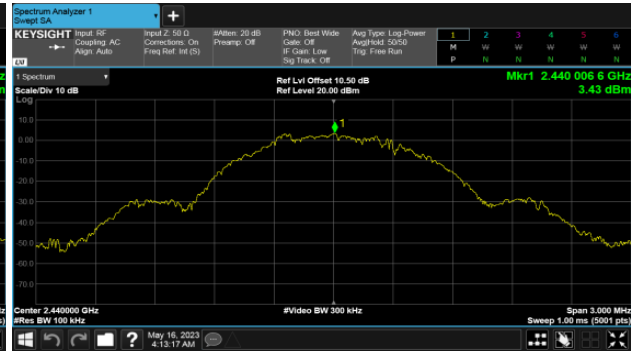 Spectrum Analyzer 1
Swept SA
+
KEYSIGHT Input: RF Input Z: 50 Ω #Atten: 20 dB PNO: Best Wide Avg Type: Log-Power 1 2 3 4 5 6
Coupling: AC Corrections: On Preamp: Off Gate: Off Avg|Hold: 50/50 M W W W W W
Align: Auto Freq Ref: Int (S) IF Gain: Low Trig: Free Run P N N N N N
Sig Track: Off
LXI
1 Spectrum Ref Lvl Offset 10.50 dB Mkr1 2.440 006 6 GHz
Scale/Div 10 dB Ref Level 20.00 dBm 3.43 dBm
Log
10.0
0.00
1
-10.0
-20.0
-30.0
-40.0
-50.0
-70.0
Center 2.440000 GHz #Video BW 300 kHz Span 3.000 MHz
#Res BW 100 kHz Sweep 1.00 ms (5001 pts)
? May 16, 2023
4:13:17 AM